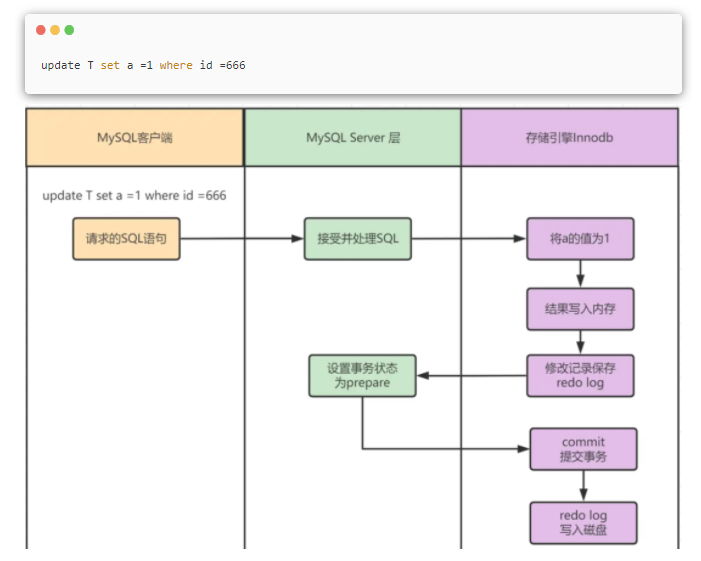 update T set a =1 where id =666
MySQL客户端
MySQL Server 层
存储引擎Innodb
update T set a =1 where id =666
请求的SQL语句
接受并处理SQL
将a的值为1
结果写入内存
设置事务状态
为prepare
修改记录保存
redo log
commit
提交事务
redo log
写入磁盘